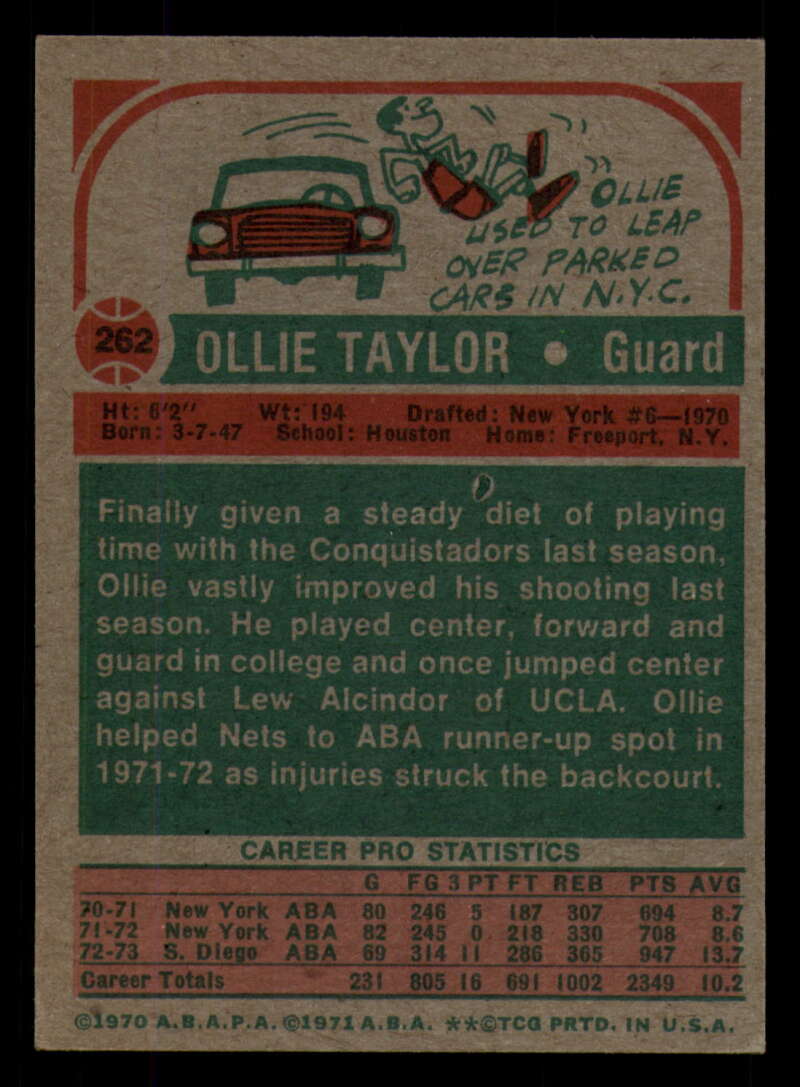 OLLIE
USED TO LEAP
OVER PARKED
CARS IN N.Y.C.
262 OLLIE TAYLOR • Guard
Ht: 6'2" Wt: 194 Drafted: New York #6—1970
Born: 3-7-47 School: Houston Home: Freeport, N.Y.
Finally given a steady diet of playing
time with the Conquistadors last season,
Ollie vastly improved his shooting last
season. He played center, forward and
guard in college and once jumped center
against Lew Alcindor of UCLA. Ollie
helped Nets to ABA runner-up spot in
1971-72 as injuries struck the backcourt.
CAREER PRO STATISTICS
G FG 3 PT FT REB PTS AVG
70-71 New York ABA 80 246 5 187 307 694 8.7
71-72 New York ABA 82 245 0 218 330 708 8.6
72-73 S. Diego ABA 69 314 11 286 365 947 13.7
Career Totals 231 805 16 691 1002 2349 10.2
©1970 A.B.A.P.A. ©1971 A.B.A. **©TCG PRTD. IN U.S.A.